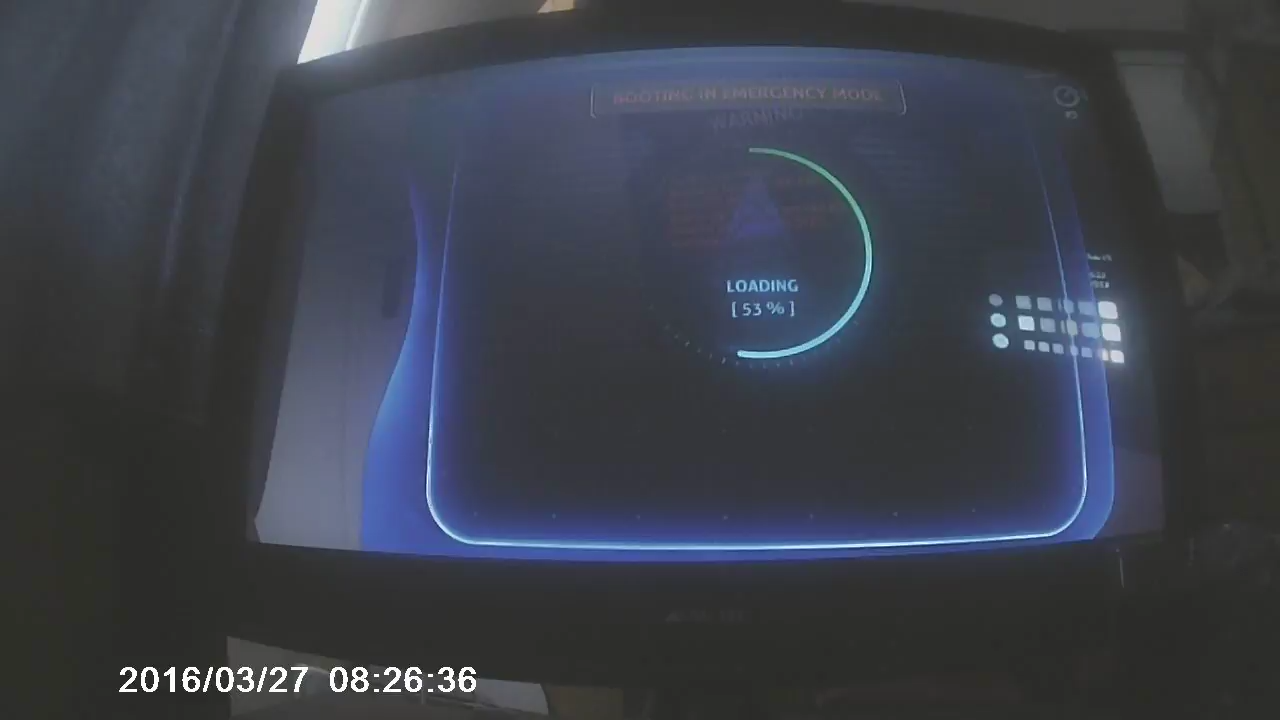 BOOTING IN EMERGENCY MODE
WARNING
LOADING
[ 53 % ]
2016/03/27 08:26:36